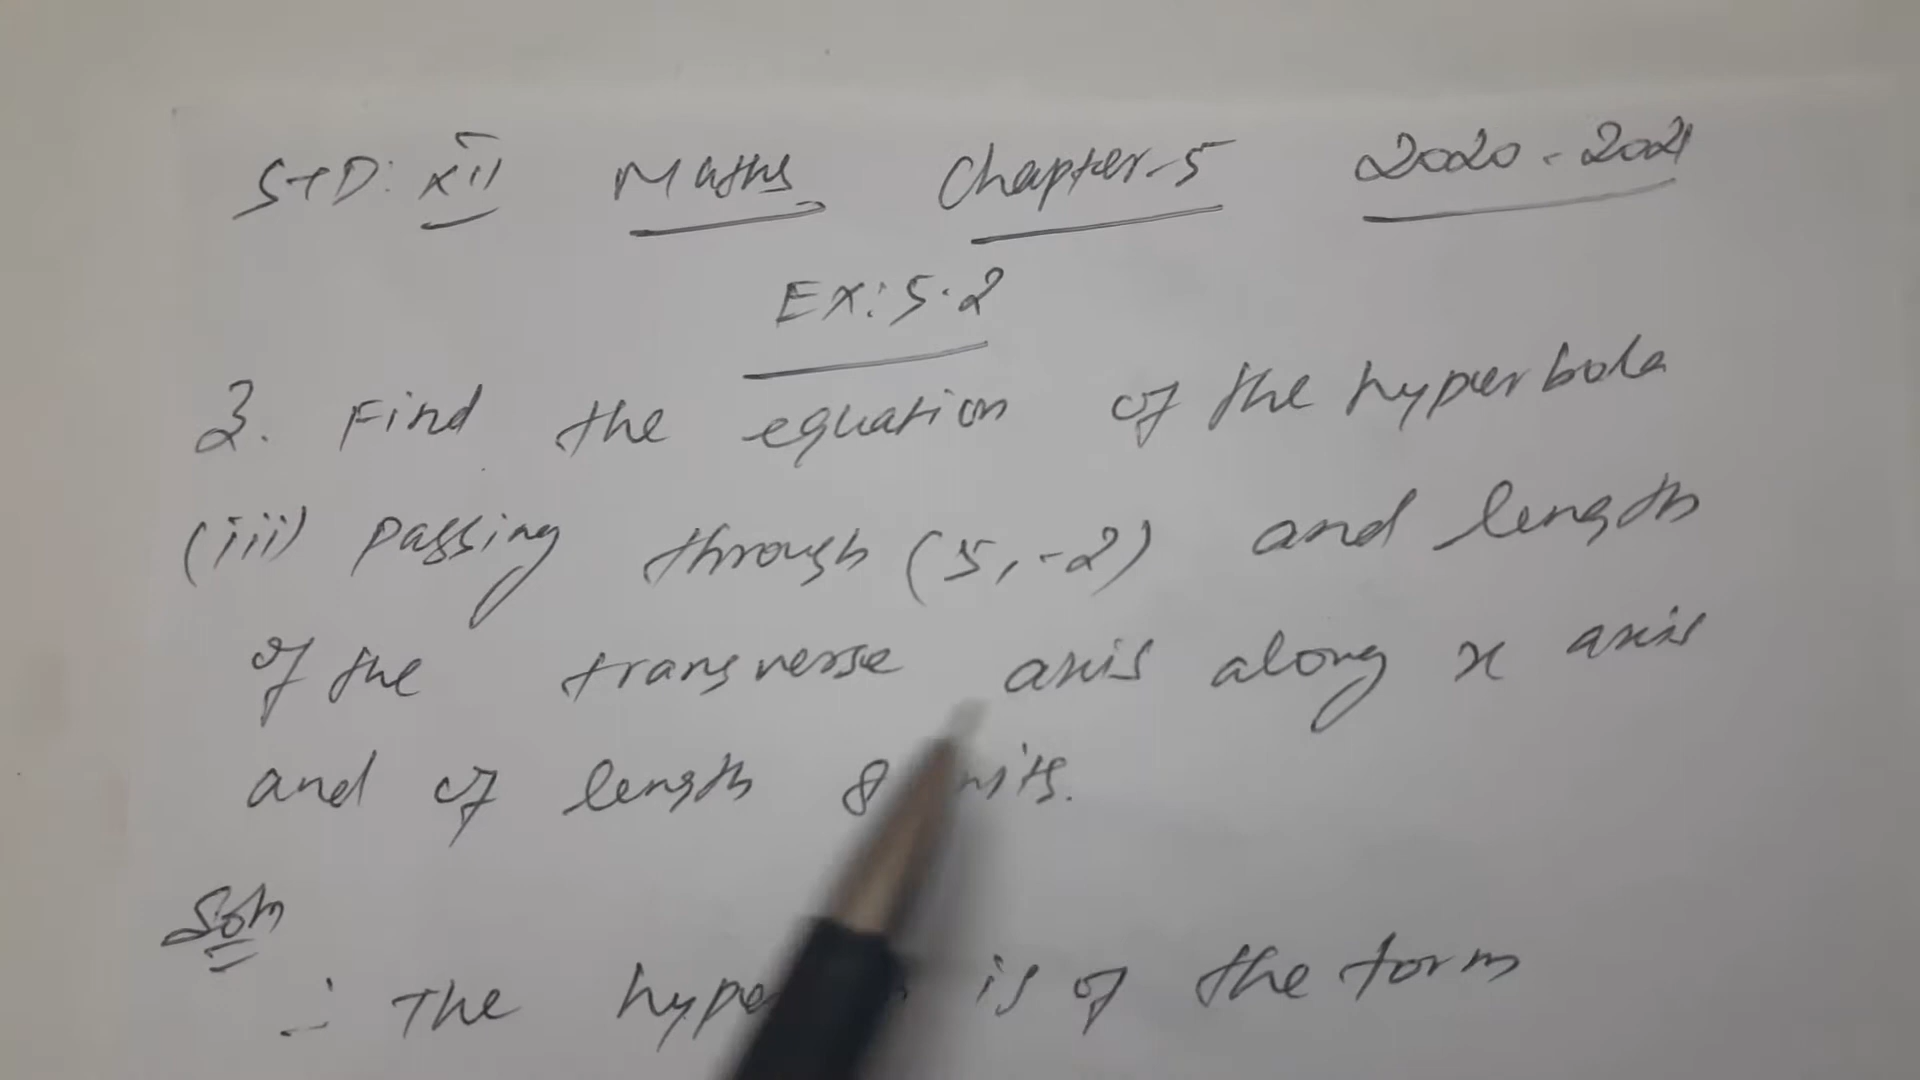 STD: XII Maths Chapter-5 2020-2021
EX: 5.2
3. Find the equation of the hyperbola
(iii) passing through (5, -2) and length
of the transverse axis along x axis
and of length 8
Soln
∴ The is of the form